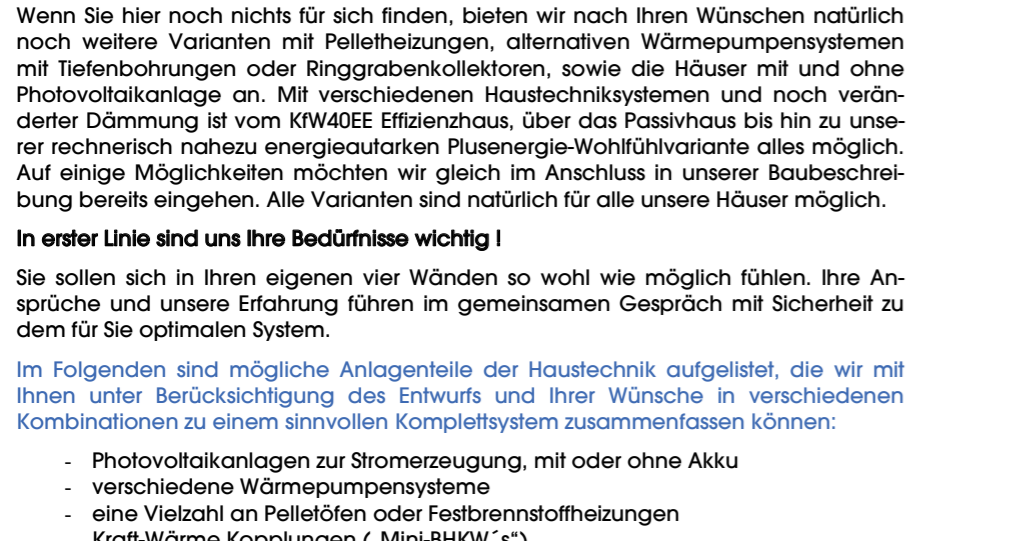 Wenn Sie hier noch nichts für sich finden, bieten wir nach Ihren Wünschen natürlich
noch weitere Varianten mit Pelletheizungen, alternativen Wärmepumpensystemen
mit Tiefenbohrungen oder Ringgrabenkollektoren, sowie die Häuser mit und ohne
Photovoltaikanlage an. Mit verschiedenen Haustechniksystemen und noch verän-
derter Dämmung ist vom KfW40EE Effizienzhaus, über das Passivhaus bis hin zu unse-
rer rechnerisch nahezu energieautarken Plusenergie-Wohlfühlvariante alles möglich.
Auf einige Möglichkeiten möchten wir gleich im Anschluss in unserer Baubeschrei-
bung bereits eingehen. Alle Varianten sind natürlich für alle unsere Häuser möglich.
In erster Linie sind uns Ihre Bedürfnisse wichtig !
Sie sollen sich in Ihren eigenen vier Wänden so wohl wie möglich fühlen. Ihre An-
sprüche und unsere Erfahrung führen im gemeinsamen Gespräch mit Sicherheit zu
dem für Sie optimalen System.
Im Folgenden sind mögliche Anlagenteile der Haustechnik aufgelistet, die wir mit
Ihnen unter Berücksichtigung des Entwurfs und Ihrer Wünsche in verschiedenen
Kombinationen zu einem sinnvollen Komplettsystem zusammenfassen können:
- Photovoltaikanlagen zur Stromerzeugung, mit oder ohne Akku
- verschiedene Wärmepumpensysteme
- eine Vielzahl an Pelletöfen oder Festbrennstoffheizungen
Kraft-Wärme Kopplungen („Mini-BHKW´s“)